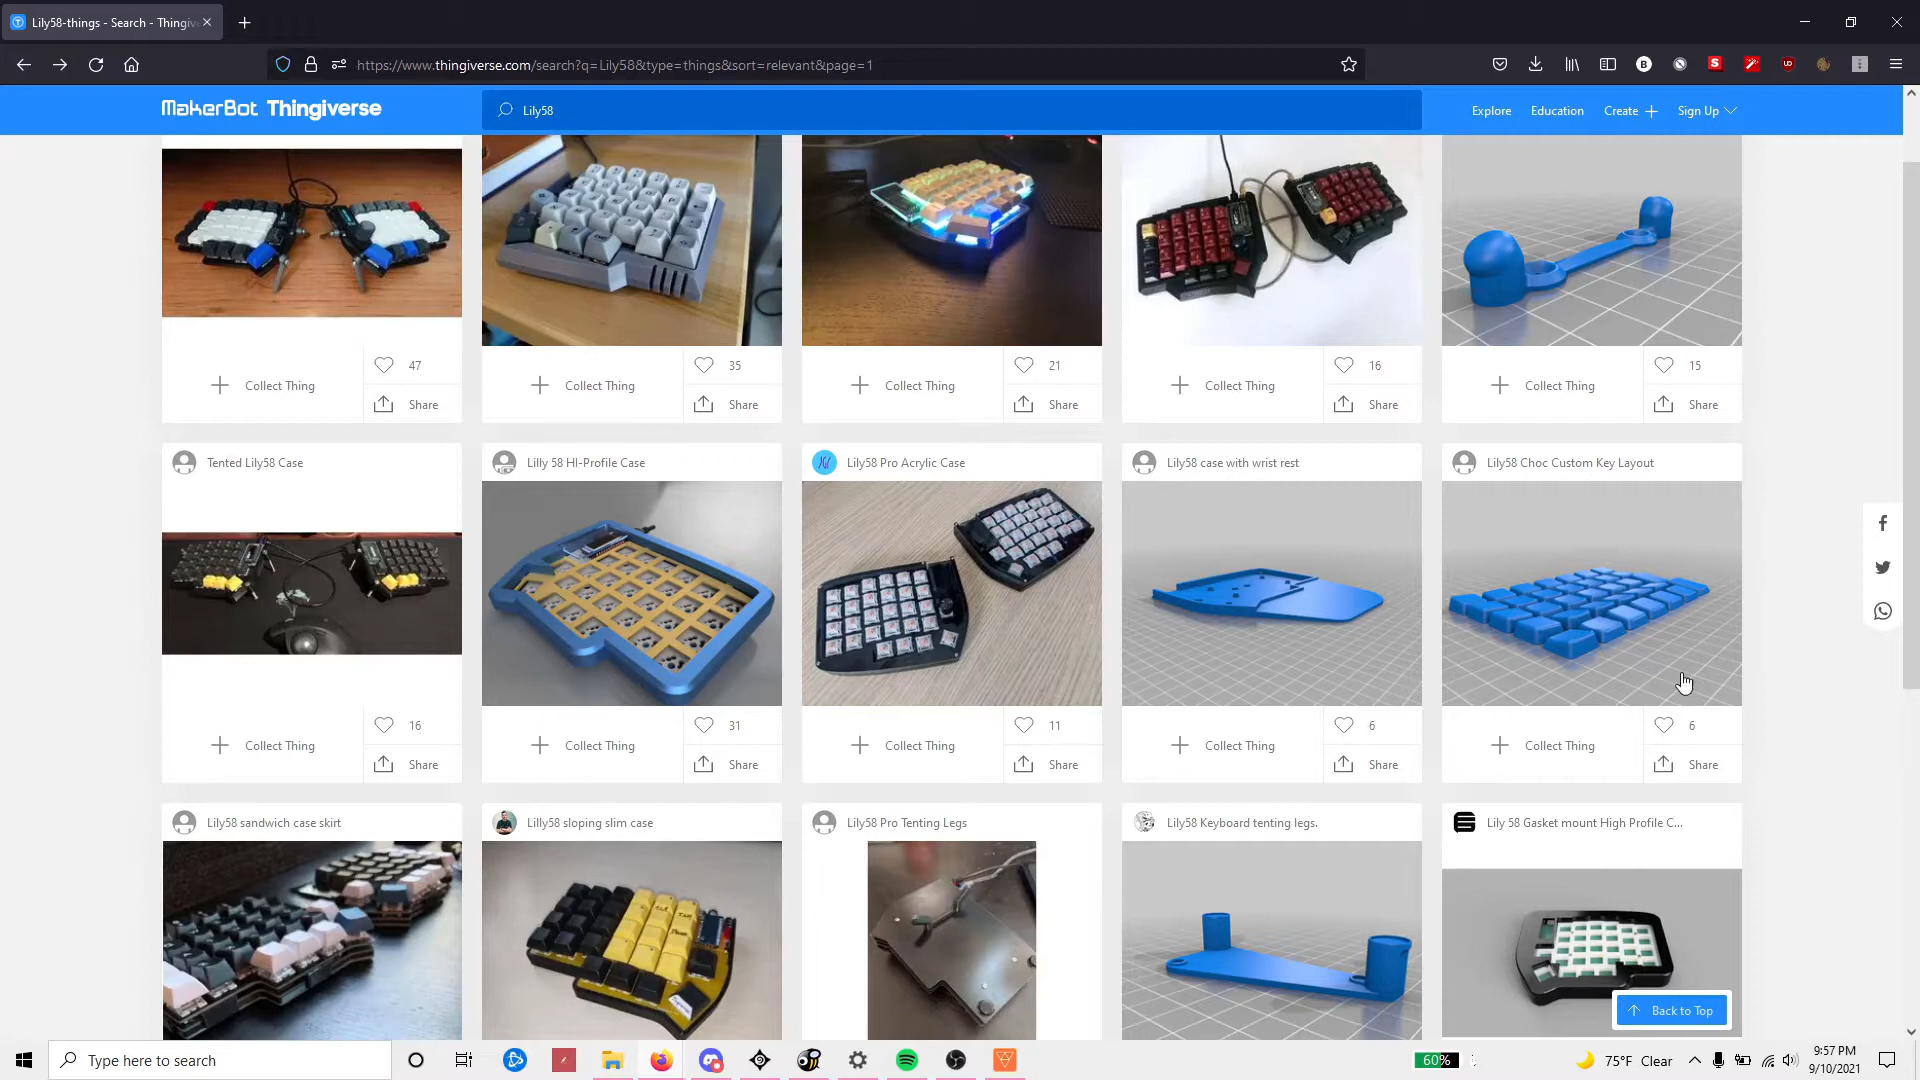 Lily58-things - Search - Thingiv
https://www.thingiverse.com/search?q=Lily58&type=things&sort=relevant&page=1
MakerBot Thingiverse
Lily58
Explore
Education
Create
Sign Up
47
35
21
16
15
Collect Thing
Collect Thing
Collect Thing
Collect Thing
Collect Thing
Share
Share
Share
Share
Share
Tented Lily58 Case
Lilly 58 HI-Profile Case
Lily58 Pro Acrylic Case
Lily58 case with wrist rest
Lily58 Choc Custom Key Layout
16
31
11
6
6
Collect Thing
Collect Thing
Collect Thing
Collect Thing
Collect Thing
Share
Share
Share
Share
Share
Lily58 sandwich case skirt
Lilly58 sloping slim case
Lily58 Pro Tenting Legs
Lily58 Keyboard tenting legs.
Lily 58 Gasket mount High Profile C...
Back to Top
Type here to search
60%
75°F Clear
9:57 PM
9/10/2021